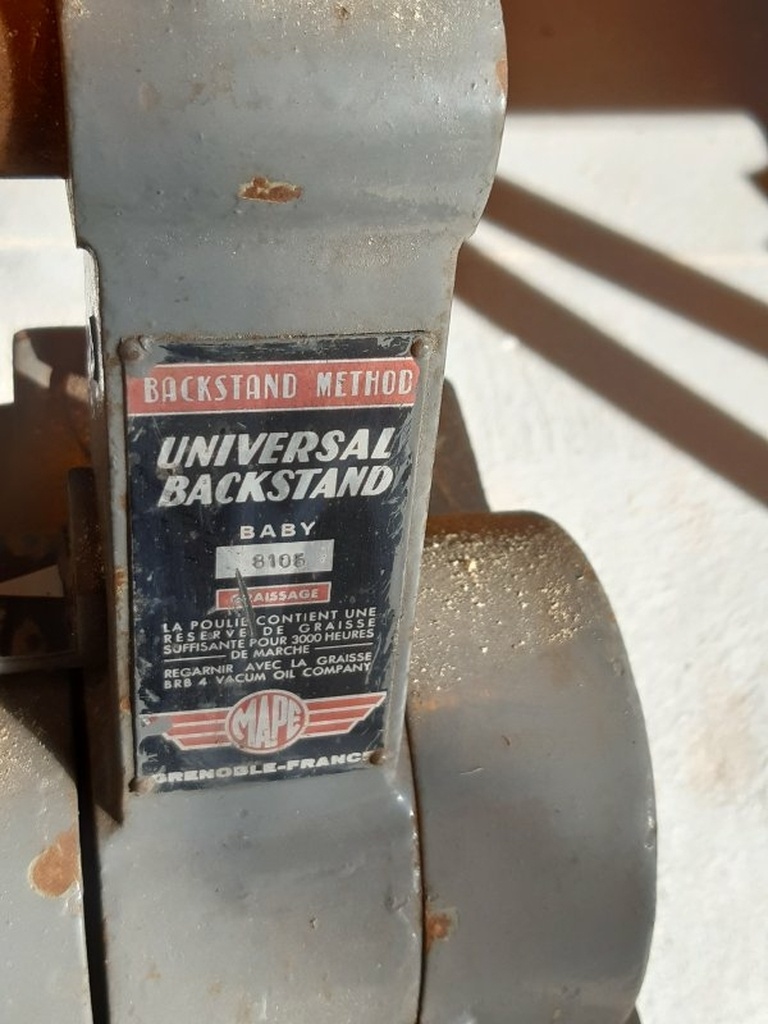 BACKSTAND METHOD
UNIVERSAL
BACKSTAND
BABY
8105
GRAISSAGE
LA POULIE CONTIENT UNE
RESERVE DE GRAISSE
SUFFISANTE POUR 3000 HEURES
DE MARCHE
REGARNIR AVEC LA GRAISSE
BRB 4 VACUM OIL COMPANY
MAPE
GRENOBLE-FRANCE